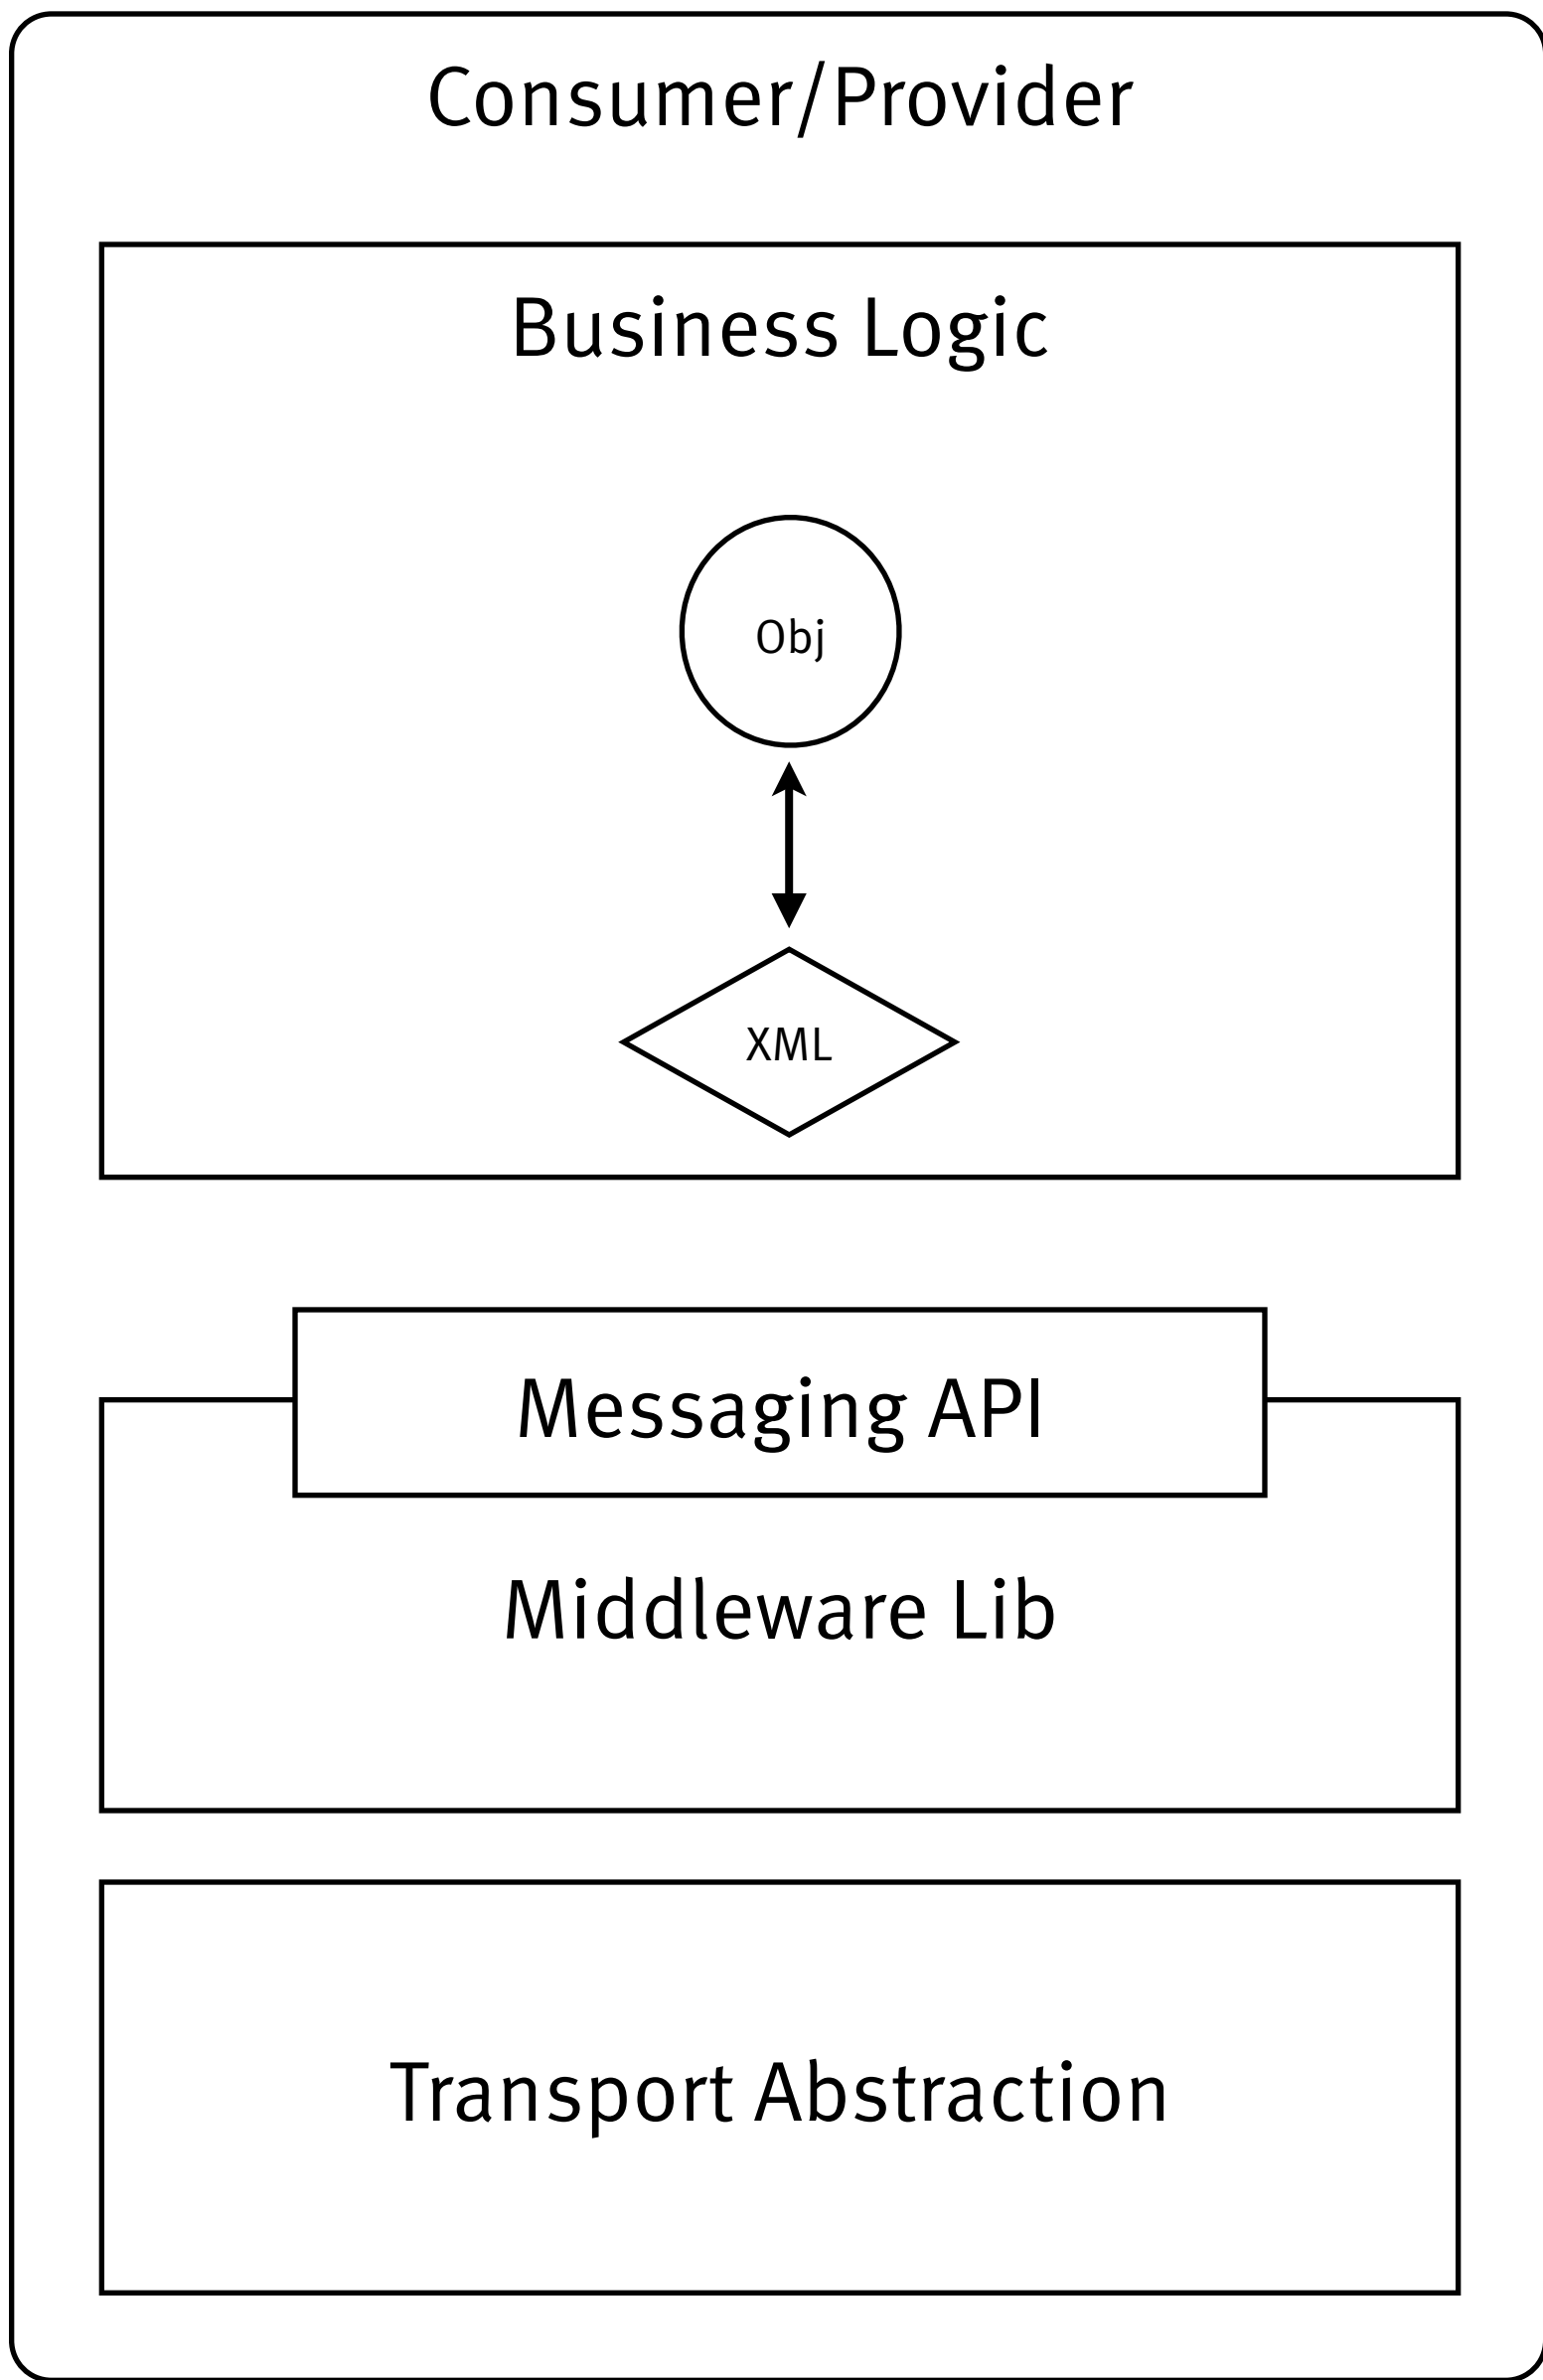 Consumer/Provider
Business Logic
Obj
XML
Messaging API
Middleware Lib
Transport Abstraction